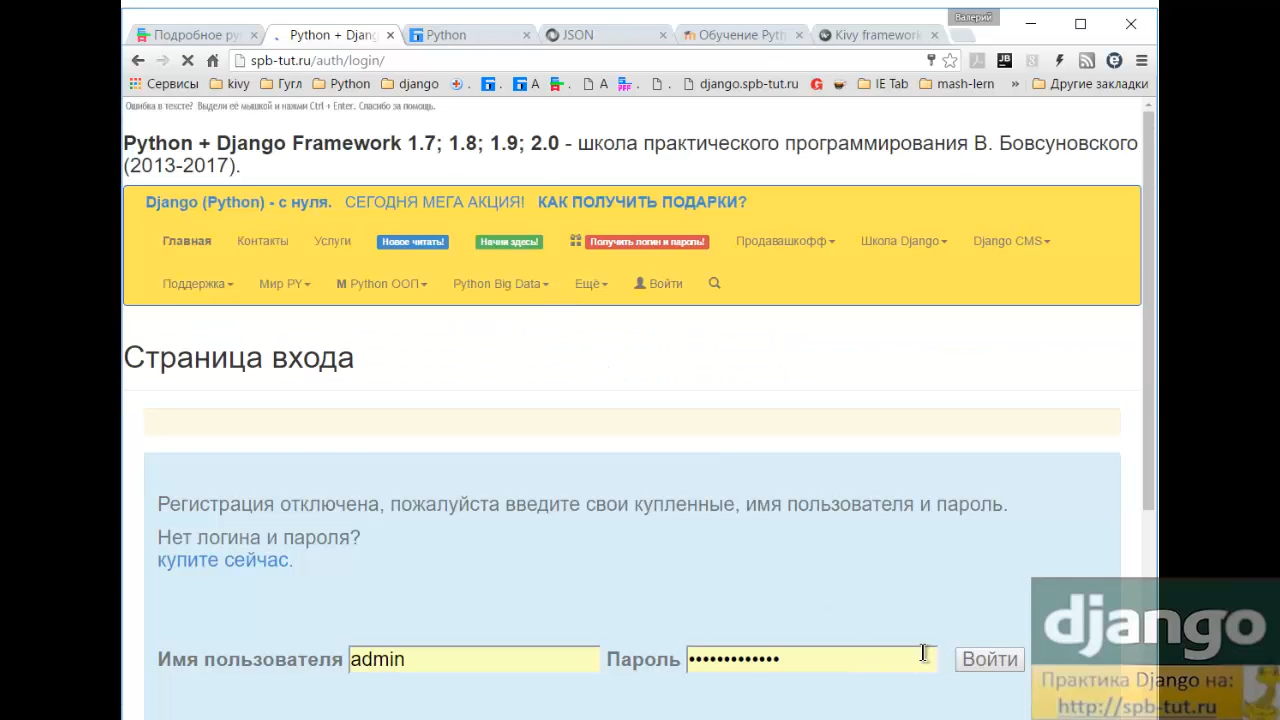 Валерий
Подробное ру
Python + Djang
Python
JSON
Обучение Pyth
Kivy framework
spb-tut.ru/auth/login/
Сервисы kivy Гугл Python django . . A . A . django.spb-tut.ru IE Tab mash-lern » Другие закладки
Ошибка в тексте? Выдели её мышкой и нажми Ctrl + Enter. Спасибо за помощь.
Python + Django Framework 1.7; 1.8; 1.9; 2.0 - школа практического программирования В. Бовсуновского
(2013-2017).
Django (Python) - с нуля. СЕГОДНЯ МЕГА АКЦИЯ! КАК ПОЛУЧИТЬ ПОДАРКИ?
Главная Контакты Услуги Новое читать! Начни здесь! Получить логин и пароль! Продавашкофф Школа Django Django CMS
Поддержка Мир PY М Python ООП Python Big Data Ещё Войти
Страница входа
Регистрация отключена, пожалуйста введите свои купленные, имя пользователя и пароль.
Нет логина и пароля?
купите сейчас.
Имя пользователя admin Пароль ••••••••••••• Войти
django
Практика Django на:
http://spb-tut.ru